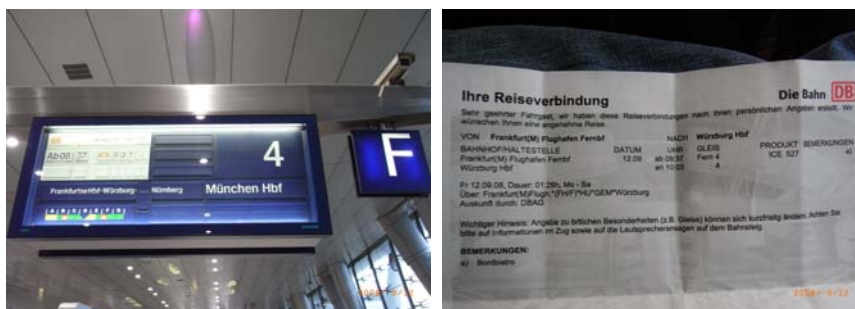 4
Ab 08:37
ICE 527
F
Frankfurt Hbf-Würzburg- Nürnberg München Hbf
A B C D E F G
Ihre Reiseverbindung
Die Bahn DB
Sehr geehrter Fahrgast, wir haben diese Reiseverbindung nach Ihren persönlichen Angaben erstellt. Wir
wünschen Ihnen eine angenehme Reise.
VON Frankfurt(M) Flughafen Fernbf NACH Würzburg Hbf
BAHNHOF/HALTESTELLE DATUM UHR GLEIS PRODUKT BEMERKUNGEN
Frankfurt(M) Flughafen Fernbf 12.09 ab 08:37 Fern 4 ICE 527 a)
Würzburg Hbf an 10:03 4
Fr 12.09.08, Dauer: 01:26h, Mo - Sa
Über: Frankfurt(M)Flugh.*(FH/F)*HU*GEM*Würzburg
Auskunft durch: DBAG
Wichtiger Hinweis: Angabe zu örtlichen Besonderheiten (z.B. Gleise) können sich kurzfristig ändern. Achten Sie
bitte auf Informationen im Zug sowie auf die Lautsprecheransagen auf dem Bahnsteig.
BEMERKUNGEN:
a) Bordbistro